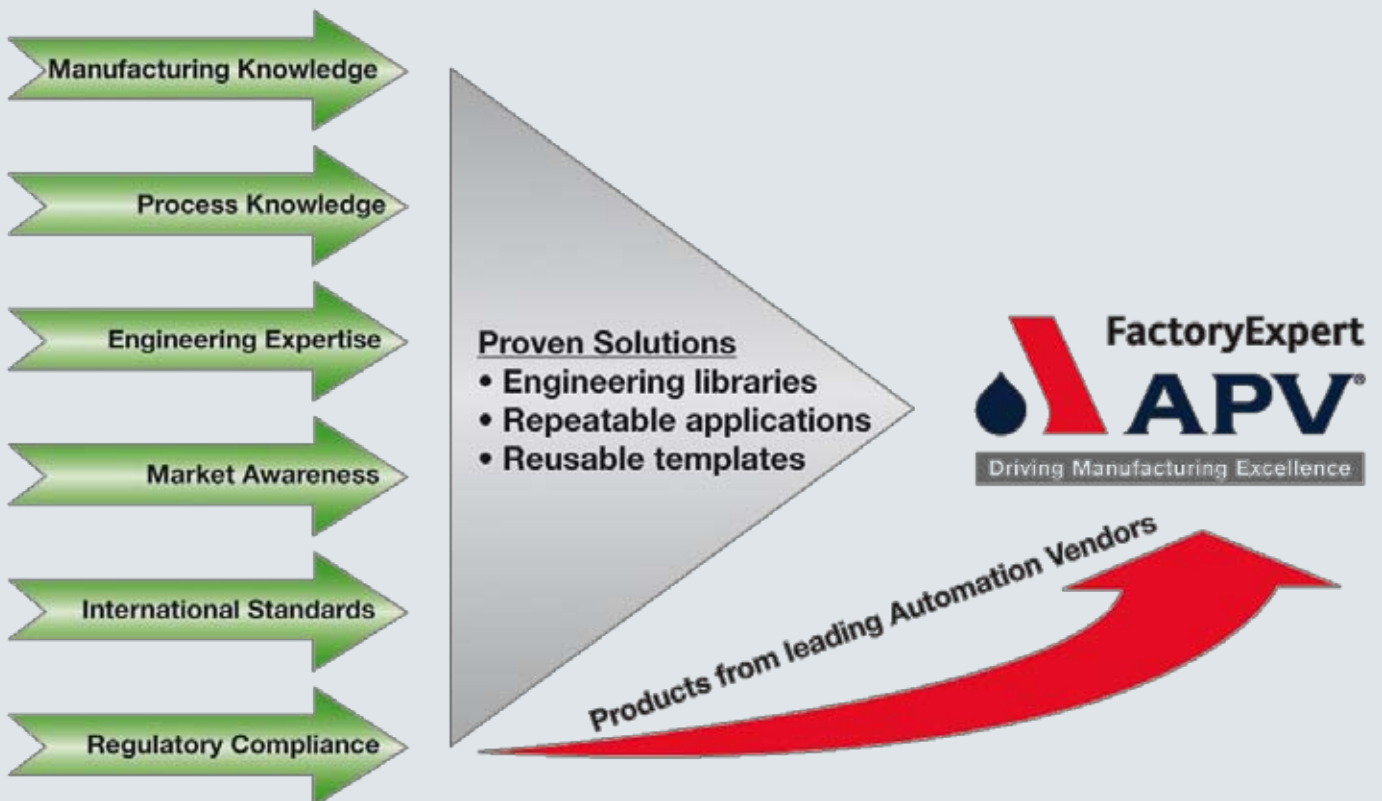 Manufacturing Knowledge
Process Knowledge
Engineering Expertise
Market Awareness
International Standards
Regulatory Compliance
Proven Solutions
• Engineering libraries
• Repeatable applications
• Reusable templates
FactoryExpert
APV®
Driving Manufacturing Excellence
Products from leading Automation Vendors